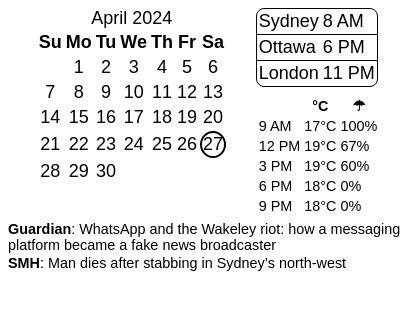 April 2024
Su Mo Tu We Th Fr Sa
1 2 3 4 5 6
7 8 9 10 11 12 13
14 15 16 17 18 19 20
21 22 23 24 25 26 27
28 29 30
Sydney 8 AM
Ottawa 6 PM
London 11 PM
°C ☂
9 AM 17°C 100%
12 PM 19°C 67%
3 PM 19°C 60%
6 PM 18°C 0%
9 PM 18°C 0%
Guardian: WhatsApp and the Wakeley riot: how a messaging
platform became a fake news broadcaster
SMH: Man dies after stabbing in Sydney’s north-west